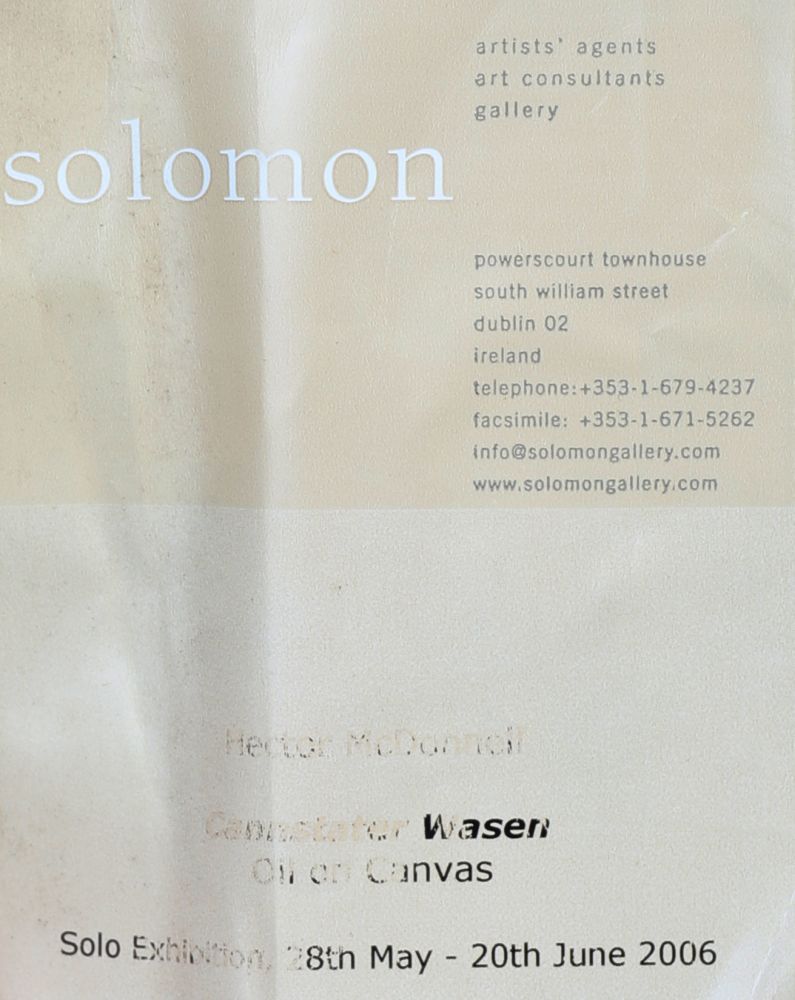 artists' agents
art consultants
gallery
solomon
powerscourt townhouse
south william street
dublin 02
ireland
telephone:+353-1-679-4237
facsimile: +353-1-671-5262
info@solomongallery.com
www.solomongallery.com
Hector McDonnell
Cannstater Wasen
Oil on Canvas
Solo Exhibition, 28th May - 20th June 2006